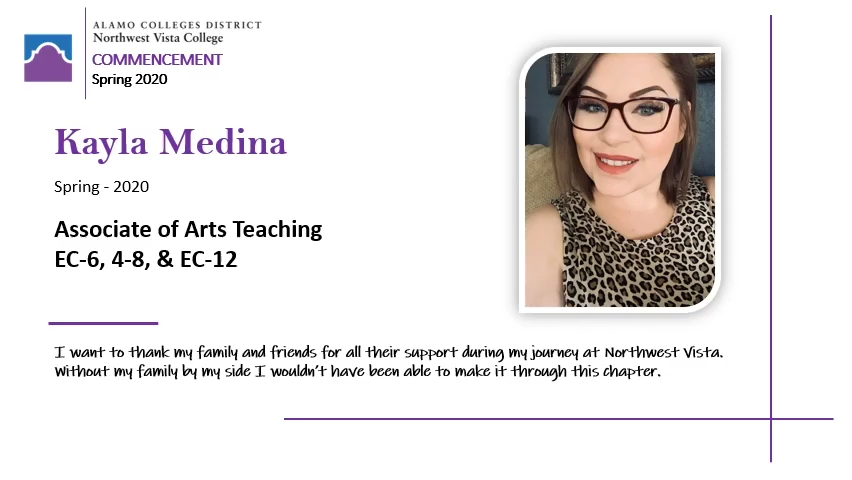 ALAMO COLLEGES DISTRICT
Northwest Vista College
COMMENCEMENT
Spring 2020
Kayla Medina
Spring - 2020
Associate of Arts Teaching
EC-6, 4-8, & EC-12
I want to thank my family and friends for all their support during my journey at Northwest Vista.
Without my family by my side I wouldn't have been able to make it through this chapter.